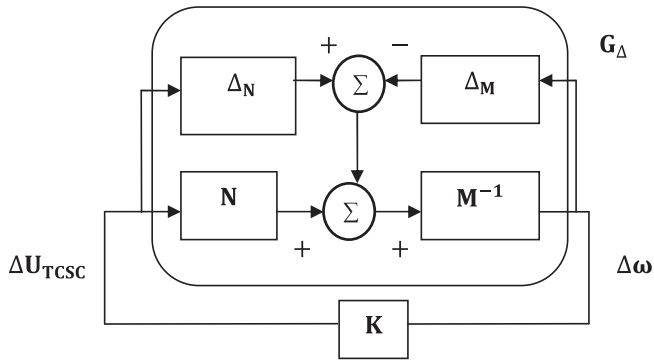 + − G_Δ
Δ_N ∑ Δ_M
N ∑ M⁻¹
+ +
ΔU_TCSC Δω
K